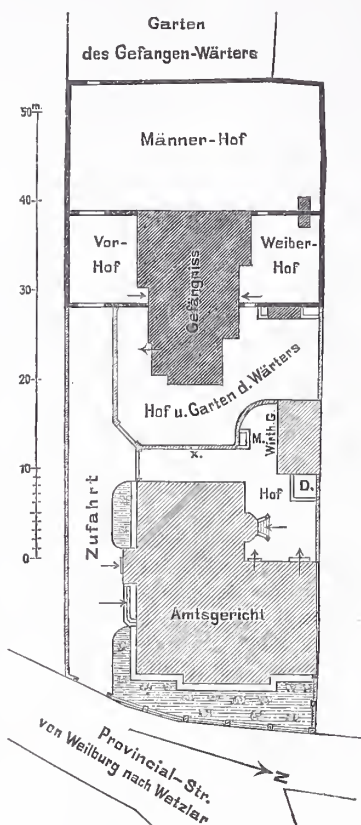 Garten
des Gefangen-Wärters
50 m.
Männer-Hof
40
Vor-
Hof
Gefängniss
Weiber-
Hof
30
20
Hof u. Garten d. Wärters
M.
Wirth. G.
x.
10
D.
Hof
Zufahrt
0
Amtsgericht
Provincial-Str.
von Weilburg nach Wetzlar
N